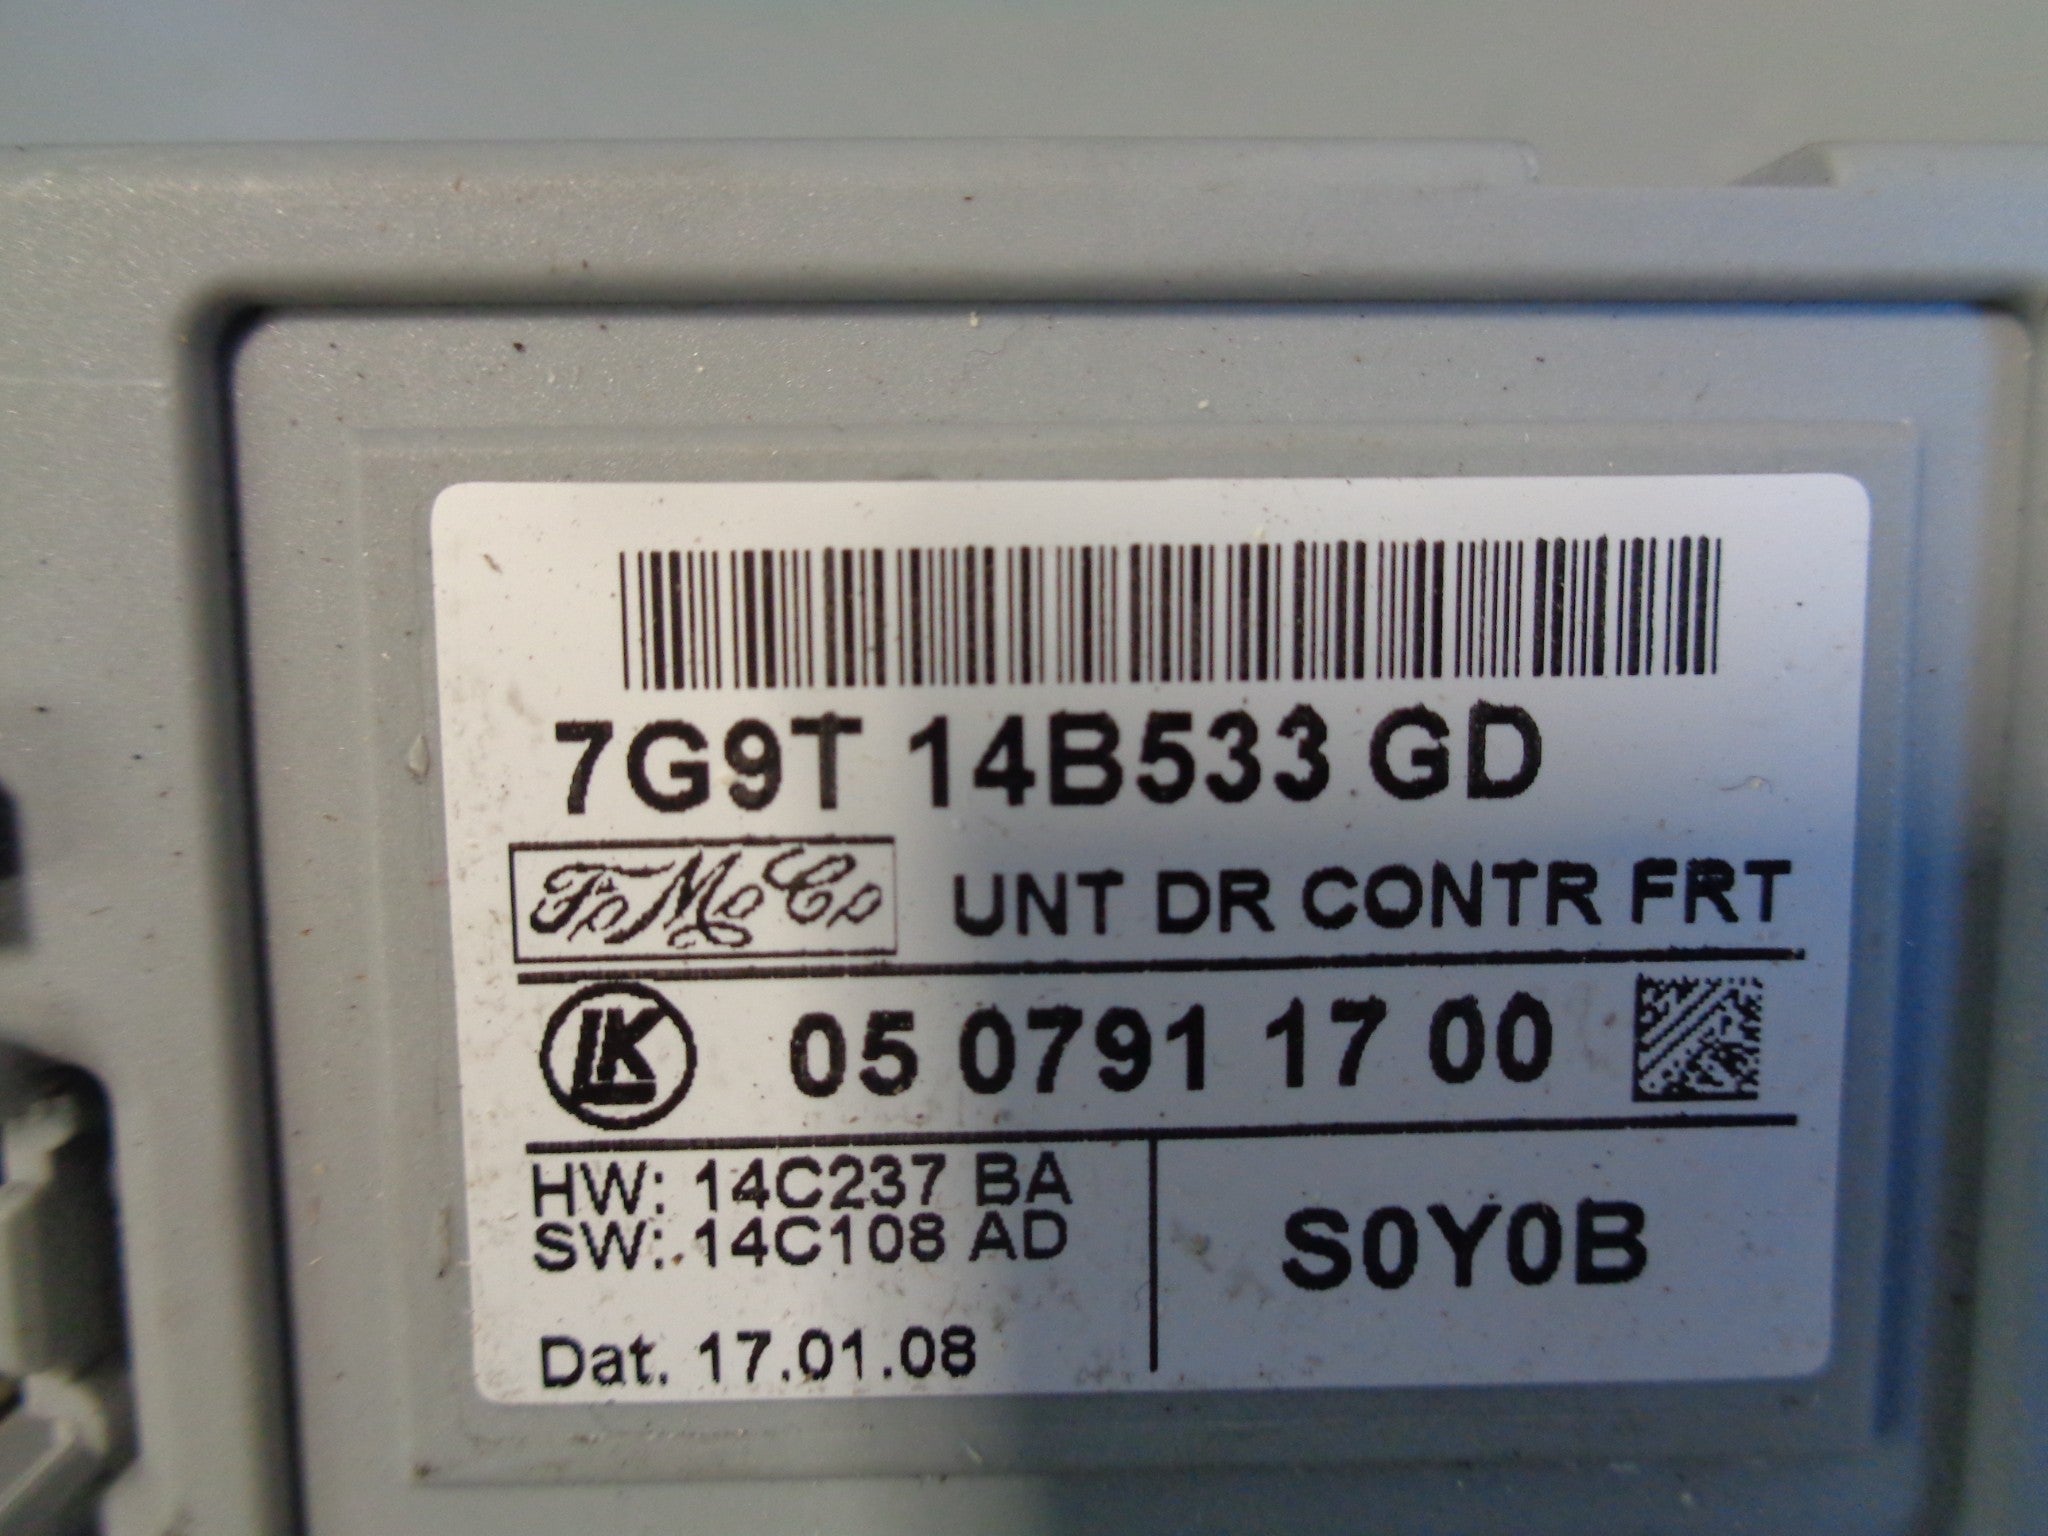 7G9T 14B533 GD
FoMoCo UNT DR CONTR FRT
LK 05 0791 17 00
HW: 14C237 BA
SW: 14C108 AD
S0Y0B
Dat. 17.01.08